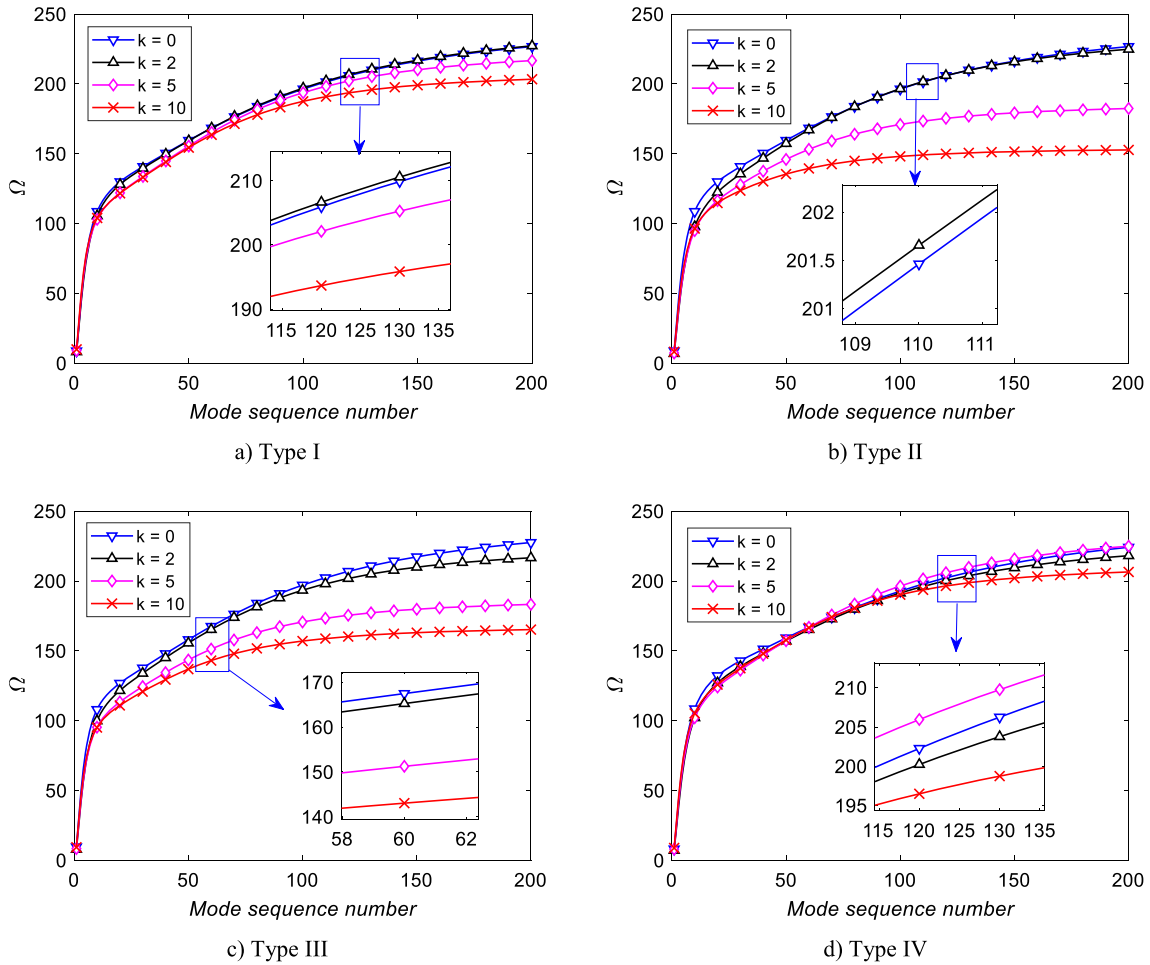 250
200
150
100
50
0
Ω
k = 0
k = 2
k = 5
k = 10
210
200
190
115 120 125 130 135
0 50 100 150 200
Mode sequence number
a) Type I
250
200
150
100
50
0
Ω
k = 0
k = 2
k = 5
k = 10
202
201.5
201
109 110 111
0 50 100 150 200
Mode sequence number
b) Type II
250
200
150
100
50
0
Ω
k = 0
k = 2
k = 5
k = 10
170
160
150
140
58 60 62
0 50 100 150 200
Mode sequence number
c) Type III
250
200
150
100
50
0
Ω
k = 0
k = 2
k = 5
k = 10
210
205
200
195
115 120 125 130 135
0 50 100 150 200
Mode sequence number
d) Type IV